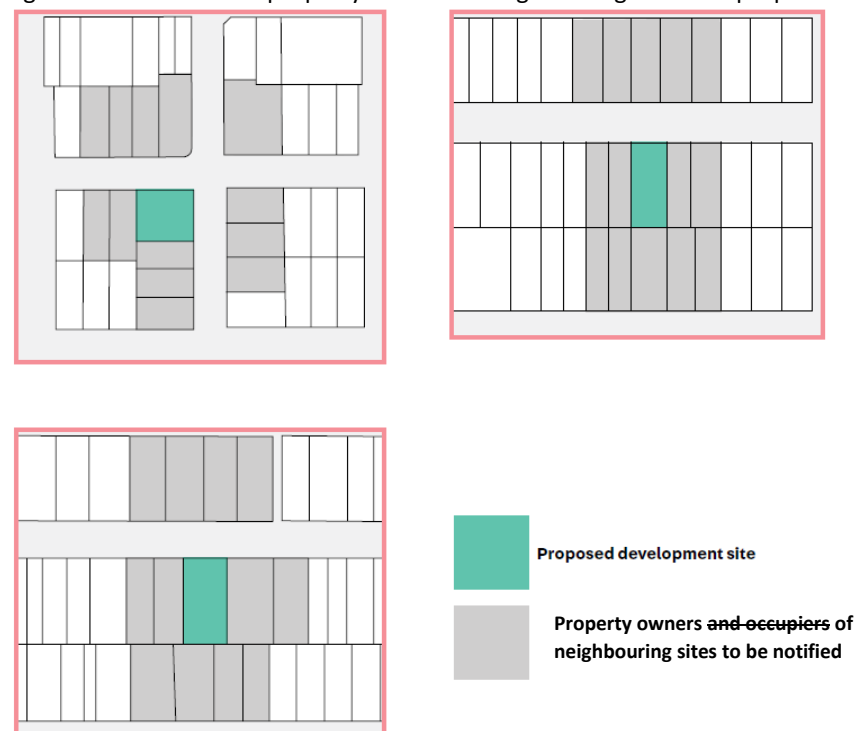 Proposed development site
Property owners and occupiers of
neighbouring sites to be notified